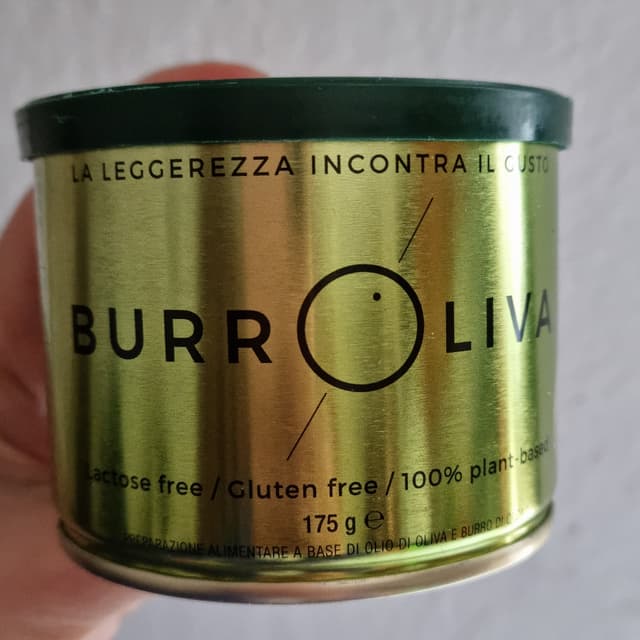 LA LEGGEREZZA INCONTRA IL GUSTO
BURROLIVA
Lactose free / Gluten free / 100% plant-based
175 g ℮
PREPARAZIONE ALIMENTARE A BASE DI OLIO DI OLIVA E BURRO DI